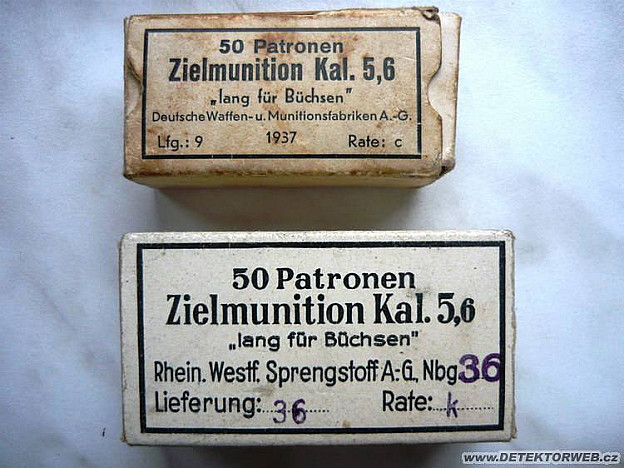 50 Patronen
Zielmunition Kal. 5,6
„lang für Büchsen"
Deutsche Waffen- u. Munitionsfabriken A.-G.
Lfg.: 9 1937 Rate: c
50 Patronen
Zielmunition Kal. 5,6
„lang für Büchsen"
Rhein. Westf. Sprengstoff A.-G., Nbg 36
Lieferung: 36 Rate: k
www.DETEKTORWEB.cz